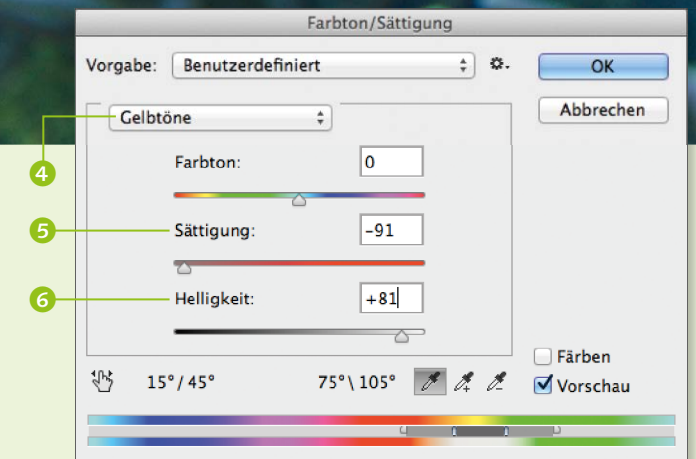 Farbton/Sättigung
Vorgabe: Benutzerdefiniert
OK
Abbrechen
Gelbtöne
4
Farbton: 0
5 Sättigung: -91
6 Helligkeit: +81
Färben
15°/45° 75°\105°
Vorschau